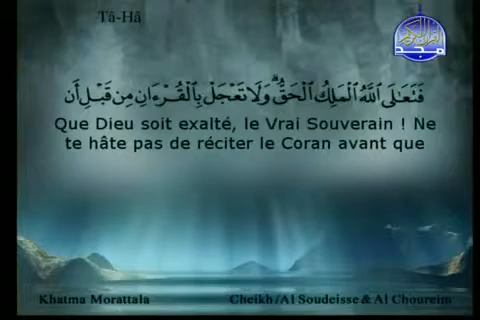 Tâ-Hâ
فَتَعَٰلَى ٱللَّهُ ٱلْمَلِكُ ٱلْحَقُّ ۗ وَلَا تَعْجَلْ بِٱلْقُرْءَانِ مِن قَبْلِ أَن
Que Dieu soit exalté, le Vrai Souverain ! Ne
te hâte pas de réciter le Coran avant que
Khatma Morattala
Cheikh/Al Soudeisse & Al Choureim